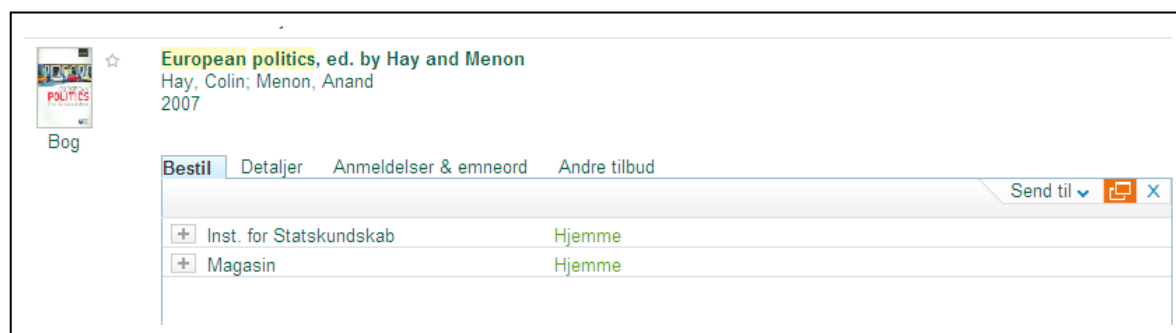 European politics, ed. by Hay and Menon
Hay, Colin; Menon, Anand
2007
POLITICS
Bog
Bestil Detaljer Anmeldelser & emneord Andre tilbud
Send til X
Inst. for Statskundskab Hjemme
Magasin Hjemme